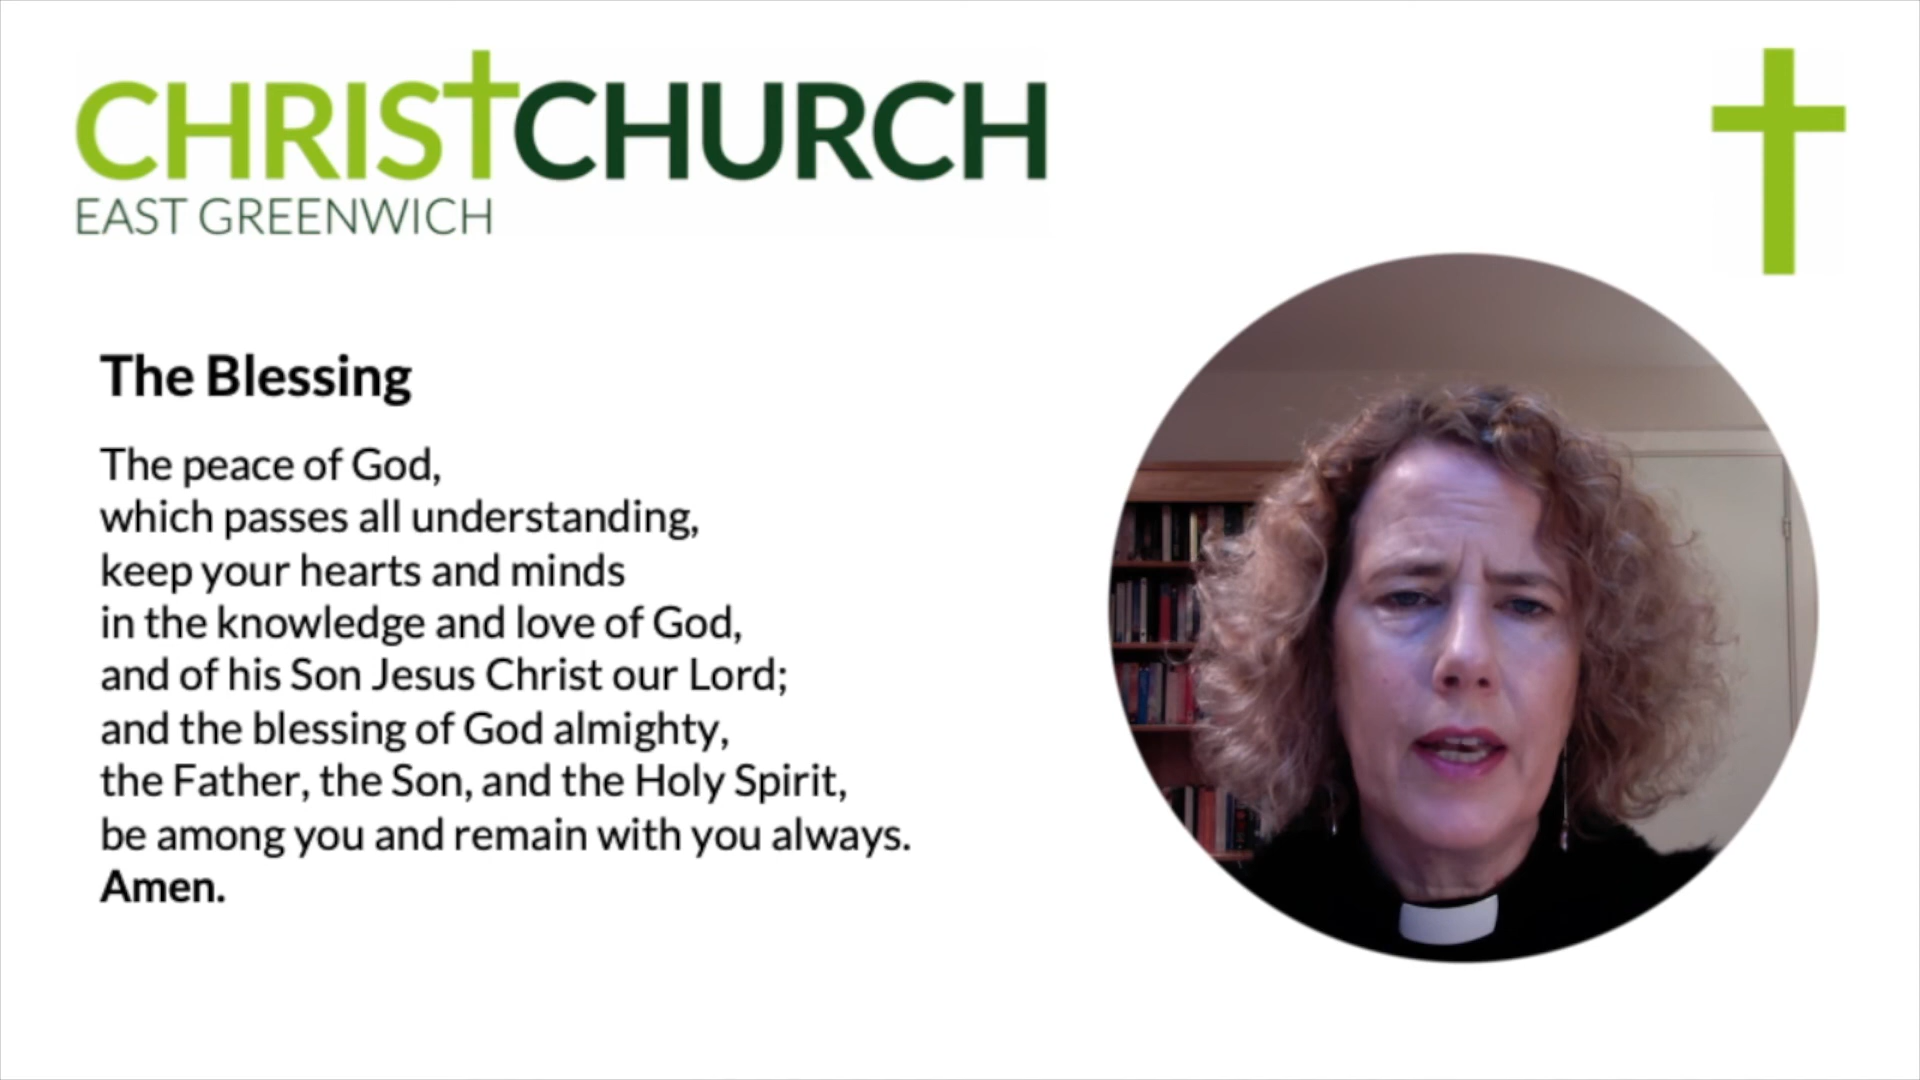 CHRISTCHURCH
EAST GREENWICH
The Blessing
The peace of God,
which passes all understanding,
keep your hearts and minds
in the knowledge and love of God,
and of his Son Jesus Christ our Lord;
and the blessing of God almighty,
the Father, the Son, and the Holy Spirit,
be among you and remain with you always.
Amen.